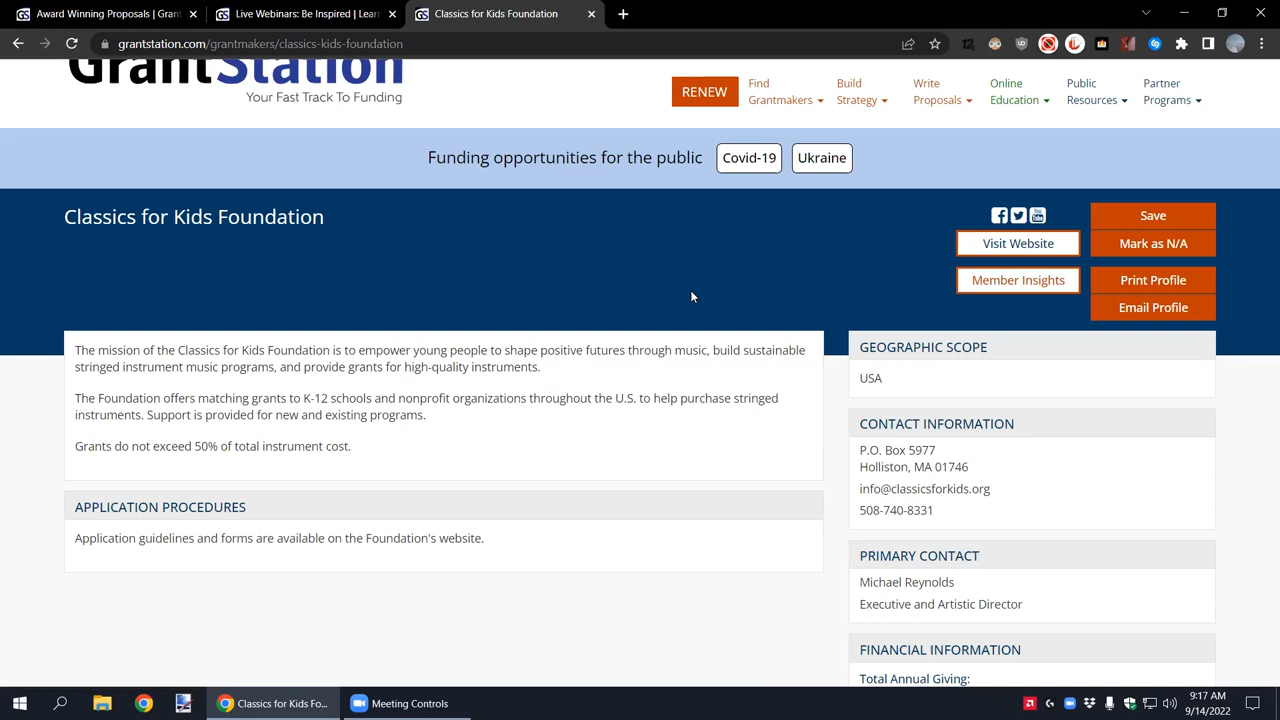 Award Winning Proposals | Grant
Live Webinars: Be Inspired | Learn
Classics for Kids Foundation
grantstation.com/grantmakers/classics-kids-foundation
GrantStation
Your Fast Track To Funding
RENEW
Find Grantmakers
Build Strategy
Write Proposals
Online Education
Public Resources
Partner Programs
Funding opportunities for the public Covid-19 Ukraine
Classics for Kids Foundation
Save
Visit Website
Mark as N/A
Member Insights
Print Profile
Email Profile
The mission of the Classics for Kids Foundation is to empower young people to shape positive futures through music, build sustainable
stringed instrument music programs, and provide grants for high-quality instruments.
The Foundation offers matching grants to K-12 schools and nonprofit organizations throughout the U.S. to help purchase stringed
instruments. Support is provided for new and existing programs.
Grants do not exceed 50% of total instrument cost.
APPLICATION PROCEDURES
Application guidelines and forms are available on the Foundation's website.
GEOGRAPHIC SCOPE
USA
CONTACT INFORMATION
P.O. Box 5977
Holliston, MA 01746
info@classicsforkids.org
508-740-8331
PRIMARY CONTACT
Michael Reynolds
Executive and Artistic Director
FINANCIAL INFORMATION
Total Annual Giving:
Classics for Kids Fo...
Meeting Controls
9:17 AM
9/14/2022